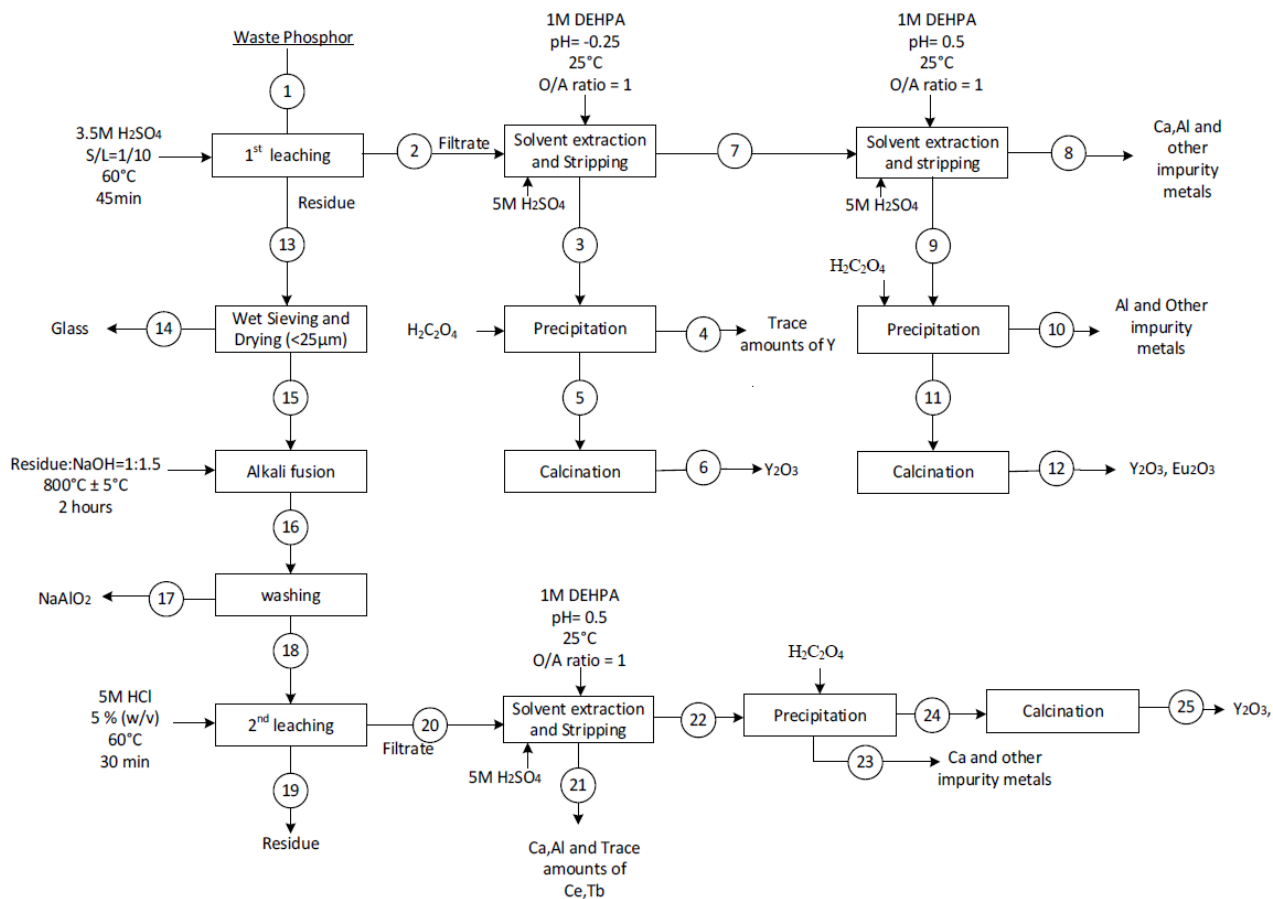 Waste Phosphor
1
3.5M H2SO4
S/L=1/10
60°C
45min
1st leaching
2
Filtrate
1M DEHPA
pH= -0.25
25°C
O/A ratio = 1
Solvent extraction
and Stripping
5M H2SO4
7
1M DEHPA
pH= 0.5
25°C
O/A ratio = 1
Solvent extraction
and stripping
5M H2SO4
8
Ca,Al and
other
impurity
metals
Residue
13
3
9
Glass
14
Wet Sieving and
Drying (<25µm)
H2C2O4
Precipitation
4
Trace
amounts of Y
H2C2O4
Precipitation
10
Al and Other
impurity
metals
15
5
11
Residue:NaOH=1:1.5
800°C ± 5°C
2 hours
Alkali fusion
Calcination
6
Y2O3
Calcination
12
Y2O3, Eu2O3
16
NaAlO2
17
washing
18
5M HCl
5 % (w/v)
60°C
30 min
2nd leaching
20
Filtrate
1M DEHPA
pH= 0.5
25°C
O/A ratio = 1
Solvent extraction
and Stripping
5M H2SO4
22
H2C2O4
Precipitation
24
Calcination
25
Y2O3,
23
Ca and other
impurity metals
19
Residue
21
Ca,Al and Trace
amounts of
Ce,Tb